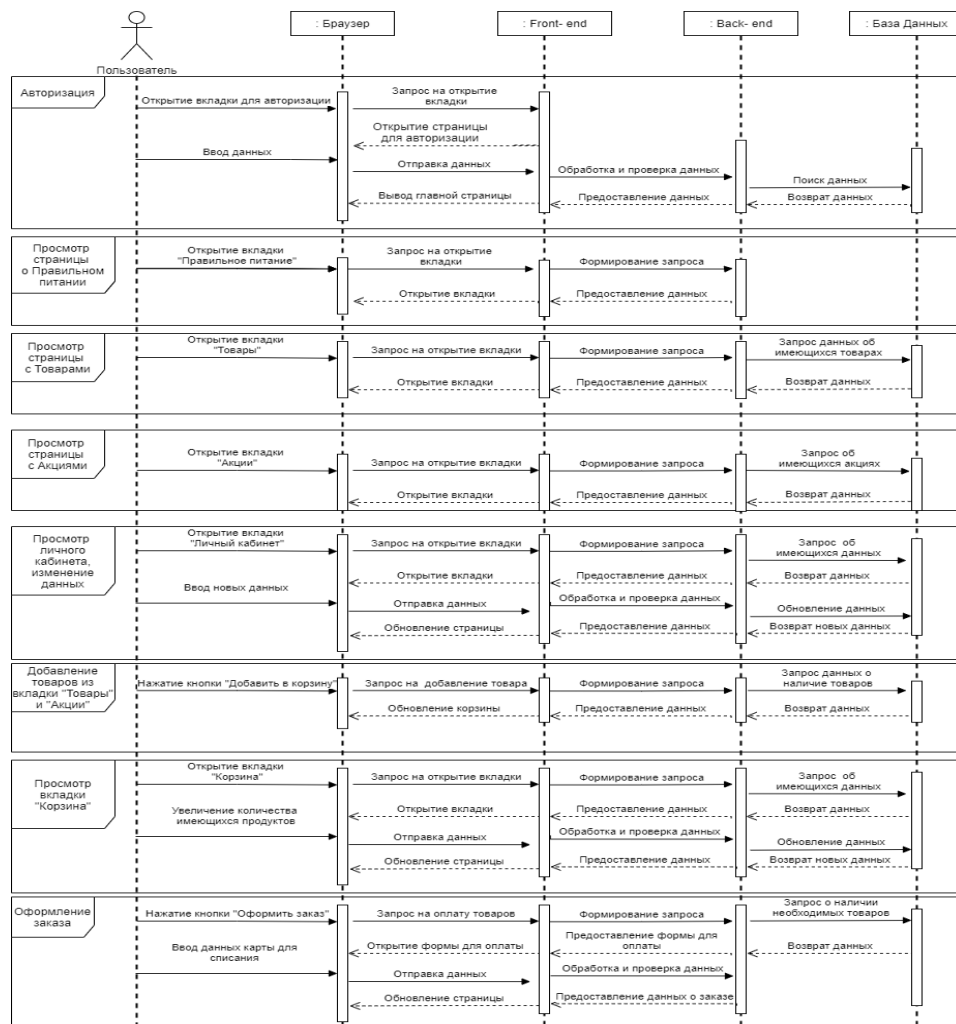 : Браузер
: Front- end
: Back- end
: База Данных
Пользователь
Авторизация
Открытие вкладки для авторизации
Запрос на открытие
вкладки
Открытие страницы
для авторизации
Ввод данных
Отправка данных
Обработка и проверка данных
Поиск данных
Вывод главной страницы
Предоставление данных
Возврат данных
Просмотр
страницы
о Правильном
питании
Открытие вкладки
"Правильное питание"
Запрос на открытие
вкладки
Формирование запроса
Открытие вкладки
Предоставление данных
Просмотр
страницы
с Товарами
Открытие вкладки
"Товары"
Запрос на открытие вкладки
Формирование запроса
Запрос данных об
имеющихся товарах
Открытие вкладки
Предоставление данных
Возврат данных
Просмотр
страницы
с Акциями
Открытие вкладки
"Акции"
Запрос на открытие вкладки
Формирование запроса
Запрос об
имеющихся акциях
Открытие вкладки
Предоставление данных
Возврат данных
Просмотр
личного
кабинета,
изменение
данных
Открытие вкладки
"Личный кабинет"
Запрос на открытие вкладки
Формирование запроса
Запрос об
имеющихся данных
Открытие вкладки
Предоставление данных
Возврат данных
Ввод новых данных
Отправка данных
Обработка и проверка данных
Обновление данных
Обновление страницы
Предоставление данных
Возврат новых данных
Добавление
товаров из
вкладки "Товары"
и "Акции"
Нажатие кнопки "Добавить в корзину"
Запрос на добавление товара
Формирование запроса
Запрос данных о
наличие товаров
Обновление корзины
Предоставление данных
Возврат данных
Просмотр
вкладки
"Корзина"
Открытие вкладки
"Корзина"
Запрос на открытие вкладки
Формирование запроса
Запрос об
имеющихся данных
Открытие вкладки
Предоставление данных
Возврат данных
Увеличение количества
имеющихся продуктов
Отправка данных
Обработка и проверка данных
Обновление данных
Обновление страницы
Предоставление данных
Возврат новых данных
Оформление
заказа
Нажатие кнопки "Оформить заказ"
Запрос на оплату товаров
Формирование запроса
Запрос о наличии
необходимых товаров
Открытие формы для оплаты
Предоставление формы для
оплаты
Возврат данных
Ввод данных карты для
списания
Отправка данных
Обработка и проверка данных
Обновление страницы
Предоставление данных о заказе